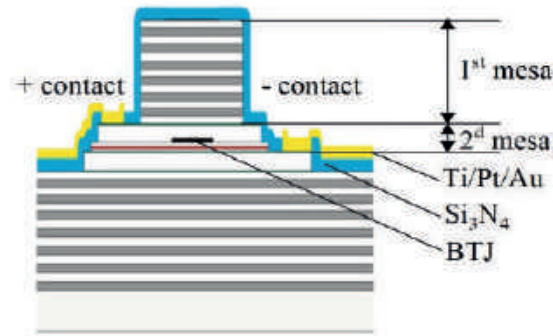 1st mesa
+ contact
- contact
2d mesa
Ti/Pt/Au
Si3N4
BTJ